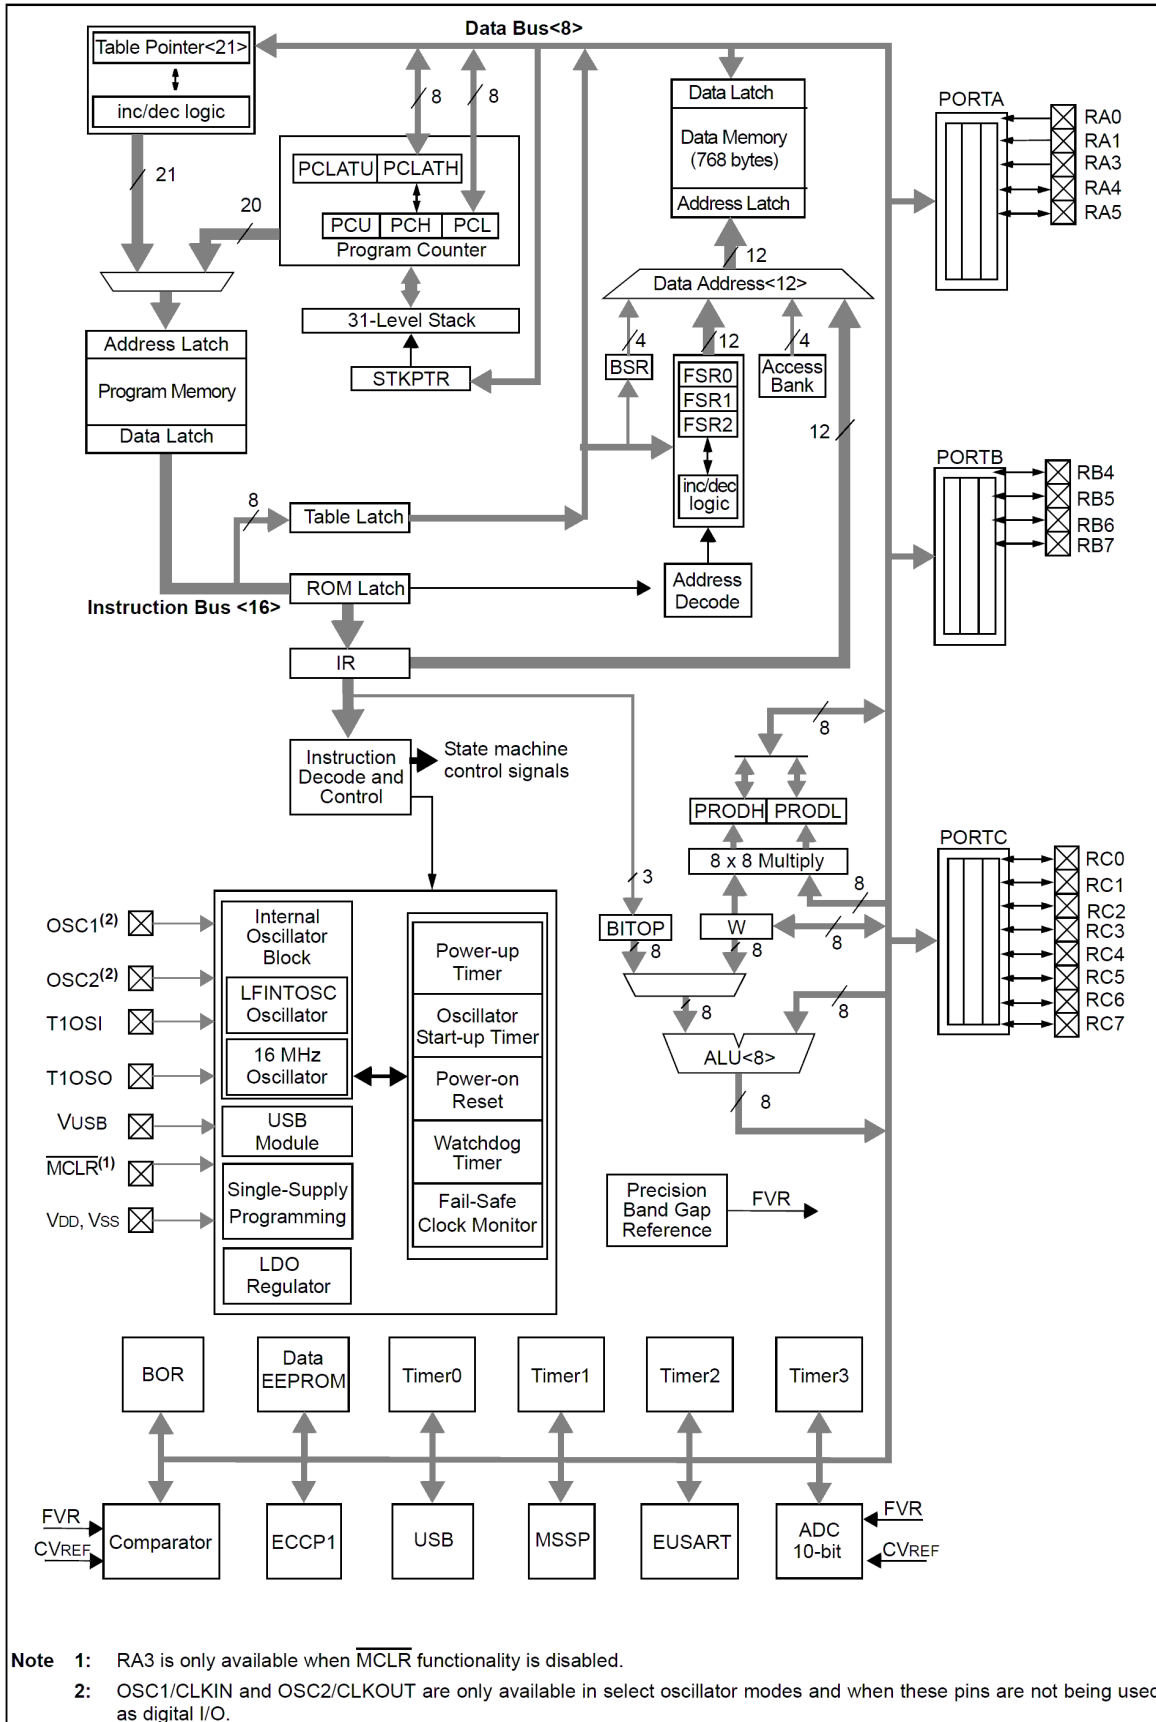 Data Bus<8>
Table Pointer<21>
inc/dec logic
21
20
8
8
PCLATU PCLATH
PCU PCH PCL
Program Counter
31-Level Stack
STKPTR
Address Latch
Program Memory
Data Latch
8
Table Latch
ROM Latch
Instruction Bus <16>
IR
Instruction
Decode and
Control
State machine
control signals
Data Latch
Data Memory
(768 bytes)
Address Latch
12
Data Address<12>
4
12
4
BSR
FSR0
FSR1
FSR2
inc/dec
logic
Access
Bank
12
Address
Decode
8
PRODH PRODL
8 x 8 Multiply
3
8
BITOP
W
8
8
8
8
8
ALU<8>
8
PORTA
RA0
RA1
RA3
RA4
RA5
PORTB
RB4
RB5
RB6
RB7
PORTC
RC0
RC1
RC2
RC3
RC4
RC5
RC6
RC7
OSC1(2)
OSC2(2)
T1OSI
T1OSO
VUSB
MCLR(1)
VDD, VSS
Internal
Oscillator
Block
LFINTOSC
Oscillator
16 MHz
Oscillator
USB
Module
Single-Supply
Programming
LDO
Regulator
Power-up
Timer
Oscillator
Start-up Timer
Power-on
Reset
Watchdog
Timer
Fail-Safe
Clock Monitor
Precision
Band Gap
Reference
FVR
BOR
Data
EEPROM
Timer0
Timer1
Timer2
Timer3
FVR
CVREF
Comparator
ECCP1
USB
MSSP
EUSART
ADC
10-bit
FVR
CVREF
Note 1: RA3 is only available when MCLR functionality is disabled.
2: OSC1/CLKIN and OSC2/CLKOUT are only available in select oscillator modes and when these pins are not being used
as digital I/O.